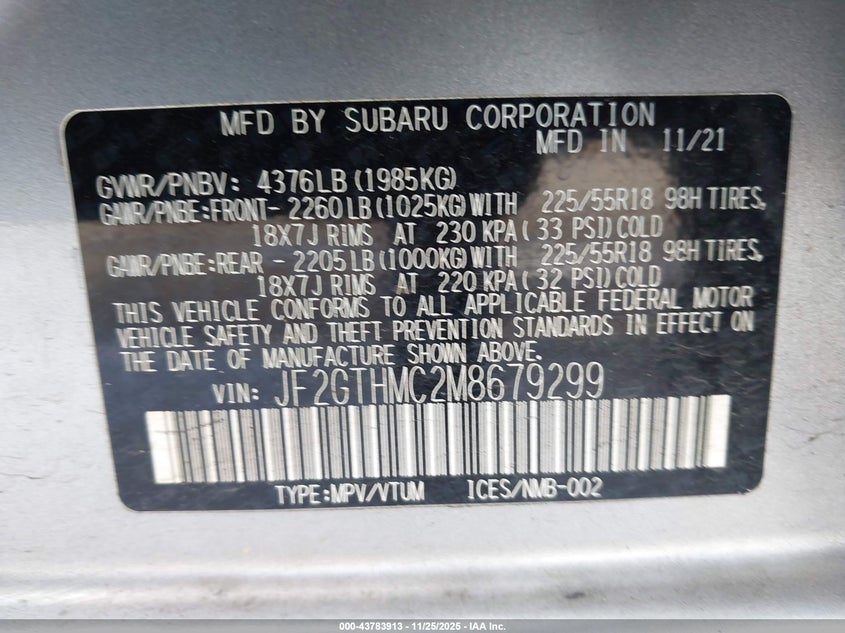 MFD BY SUBARU CORPORATION
MFD IN 11/21
GVWR/PNBV: 4376LB (1985KG)
GAWR/PNBE:FRONT- 2260LB (1025KG) WITH 225/55R18 98H TIRES,
18X7J RIMS AT 230 KPA ( 33 PSI) COLD
GAWR/PNBE:REAR - 2205LB (1000KG) WITH 225/55R18 98H TIRES,
18X7J RIMS AT 220 KPA ( 32 PSI) COLD
THIS VEHICLE CONFORMS TO ALL APPLICABLE FEDERAL MOTOR
VEHICLE SAFETY AND THEFT PREVENTION STANDARDS IN EFFECT ON
THE DATE OF MANUFACTURE SHOWN ABOVE.
VIN: JF2GTHMC2M8679299
TYPE:MPV/VTUM ICES/NMB-002
000-43783913 - 11/25/2025 - IAA Inc.